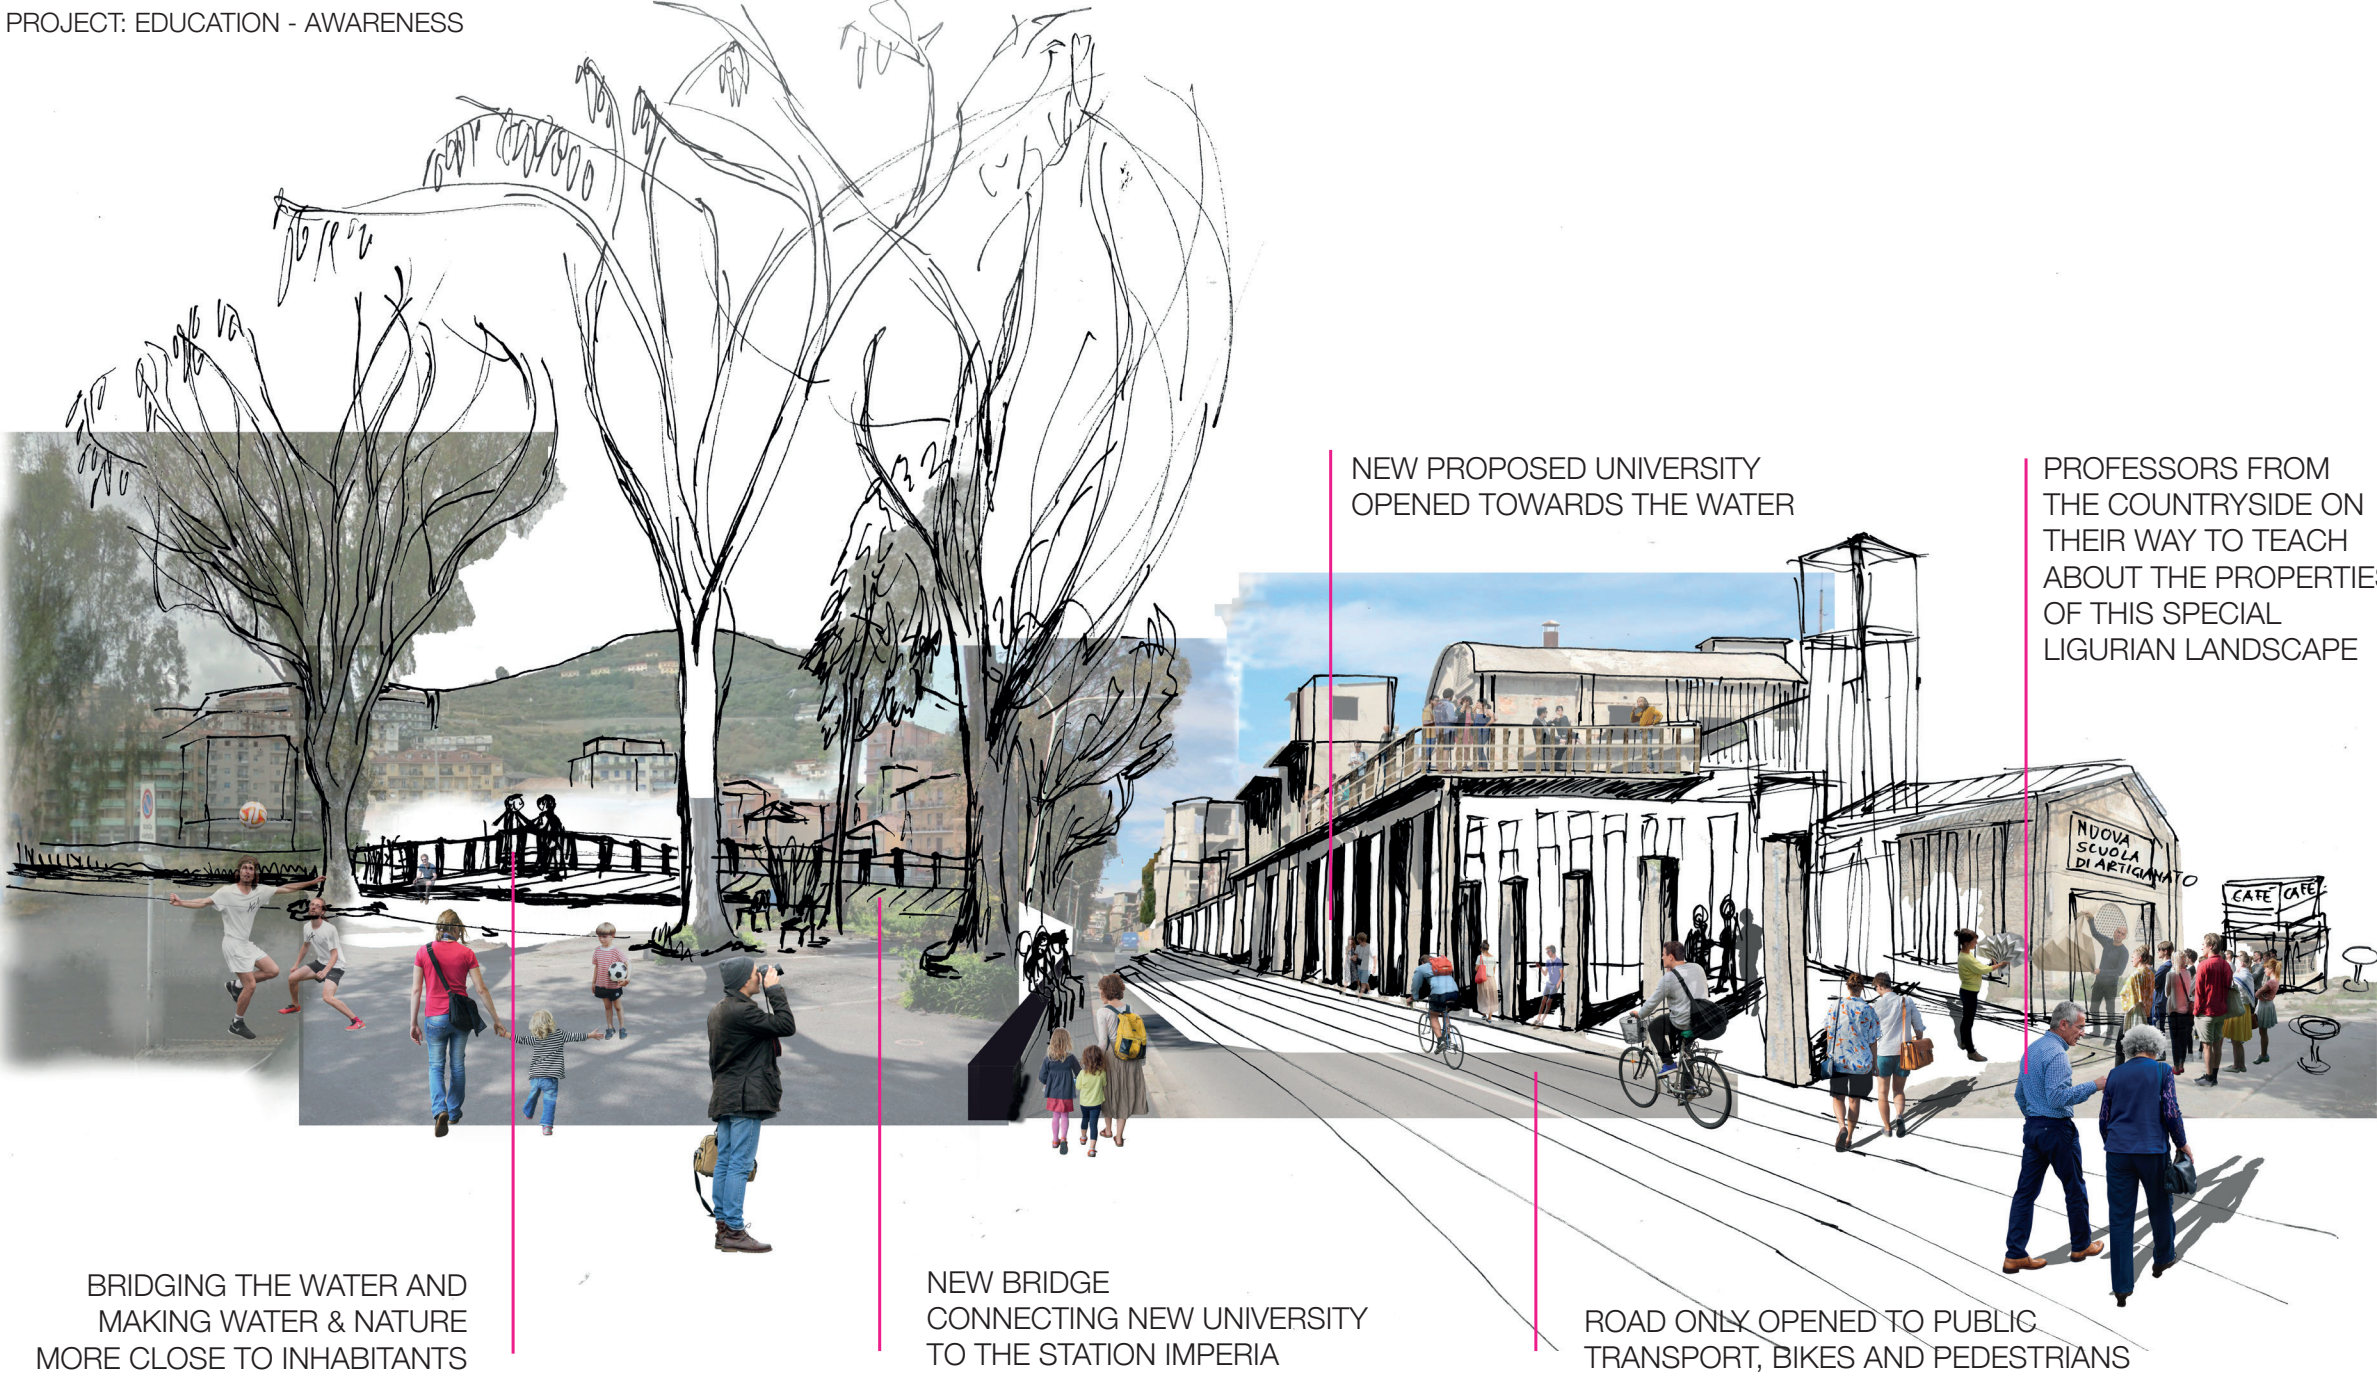 PROJECT: EDUCATION - AWARENESS
NEW PROPOSED UNIVERSITY
OPENED TOWARDS THE WATER
PROFESSORS FROM
THE COUNTRYSIDE ON
THEIR WAY TO TEACH
ABOUT THE PROPERTIES
OF THIS SPECIAL
LIGURIAN LANDSCAPE
NUOVA
SCUOLA
DI ARTIGIANATO
CAFE CAFE
BRIDGING THE WATER AND
MAKING WATER & NATURE
MORE CLOSE TO INHABITANTS
NEW BRIDGE
CONNECTING NEW UNIVERSITY
TO THE STATION IMPERIA
ROAD ONLY OPENED TO PUBLIC
TRANSPORT, BIKES AND PEDESTRIANS